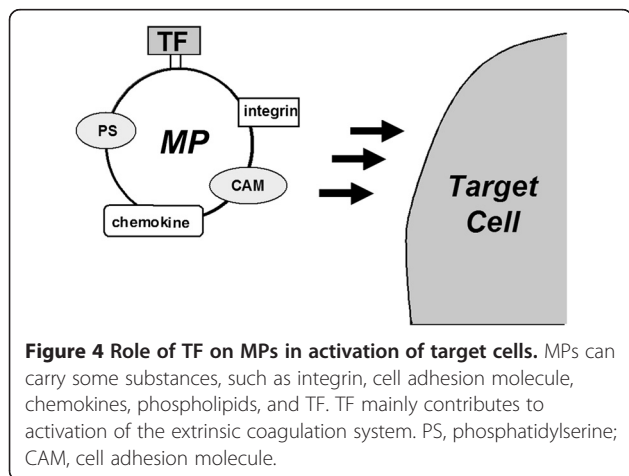 TF
integrin
PS
MP
CAM
chemokine
Target
Cell
Figure 4 Role of TF on MPs in activation of target cells. MPs can
carry some substances, such as integrin, cell adhesion molecule,
chemokines, phospholipids, and TF. TF mainly contributes to
activation of the extrinsic coagulation system. PS, phosphatidylserine;
CAM, cell adhesion molecule.